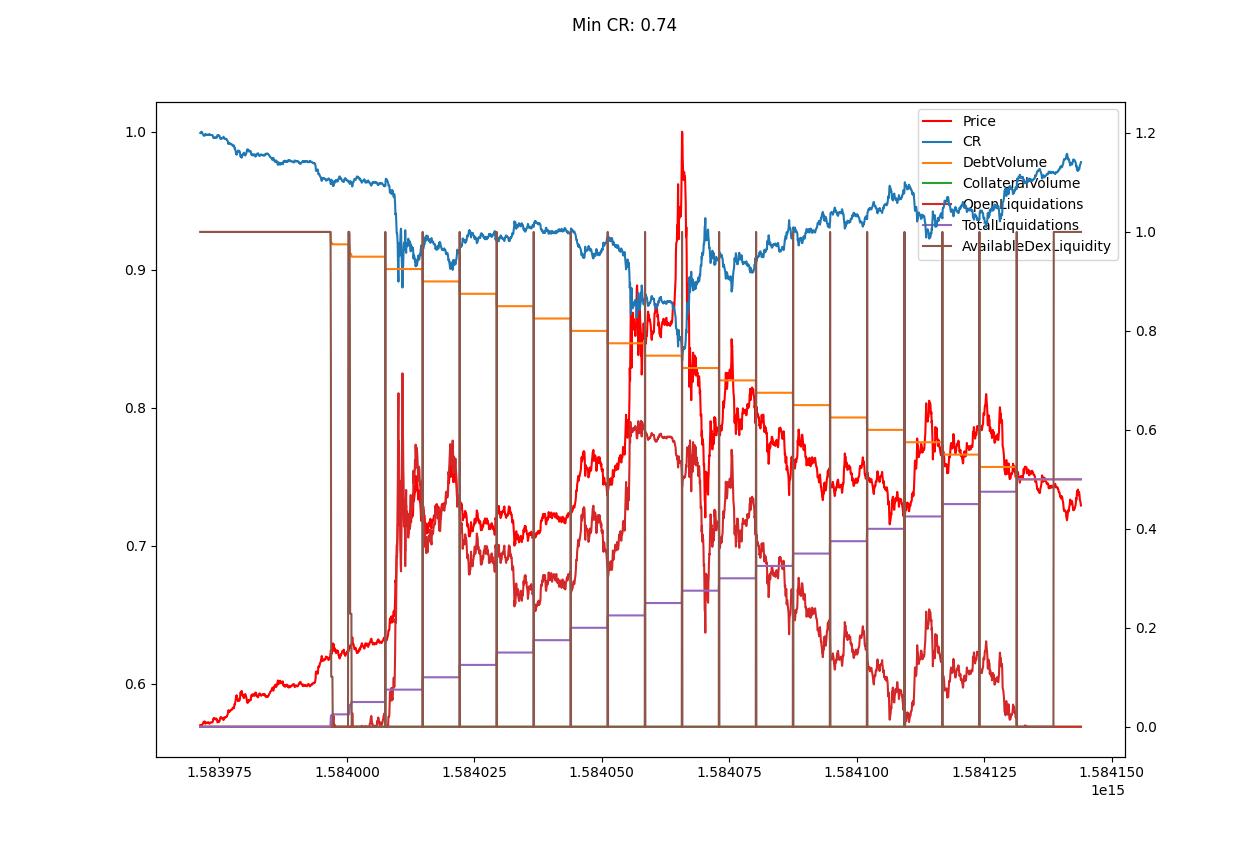 Min CR: 0.74
1.0
0.9
0.8
0.7
0.6
1.2
1.0
0.8
0.6
0.4
0.2
0.0
Price
CR
DebtVolume
CollateralVolume
OpenLiquidations
TotalLiquidations
AvailableDexLiquidity
1.583975 1.584000 1.584025 1.584050 1.584075 1.584100 1.584125 1.584150
1e15